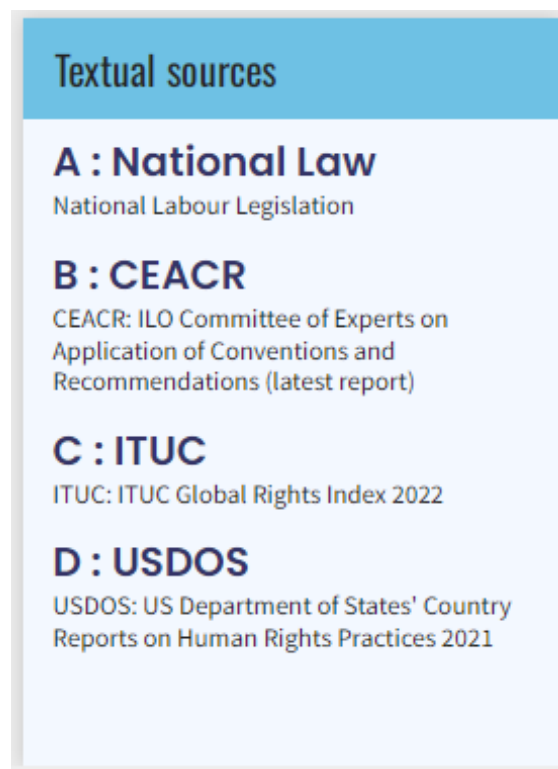 Textual sources
A : National Law
National Labour Legislation
B : CEACR
CEACR: ILO Committee of Experts on
Application of Conventions and
Recommendations (latest report)
C : ITUC
ITUC: ITUC Global Rights Index 2022
D : USDOS
USDOS: US Department of States' Country
Reports on Human Rights Practices 2021